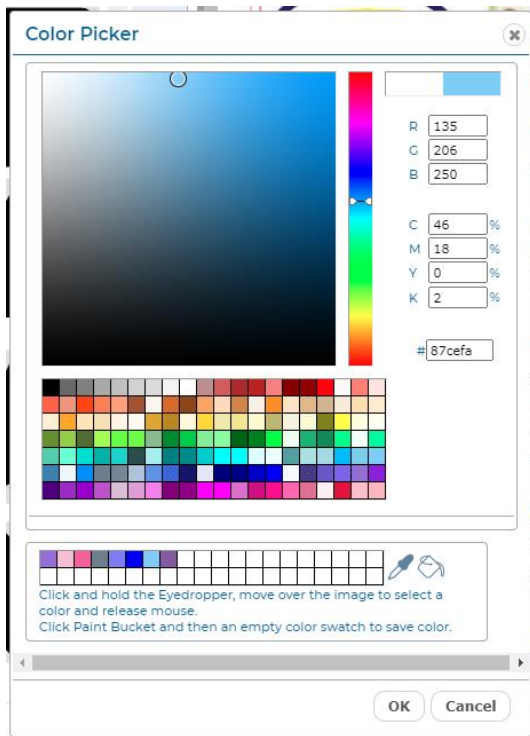 Color Picker
R 135
G 206
B 250
C 46 %
M 18 %
Y 0 %
K 2 %
# 87cefa
Click and hold the Eyedropper, move over the image to select a
color and release mouse.
Click Paint Bucket and then an empty color swatch to save color.
OK Cancel